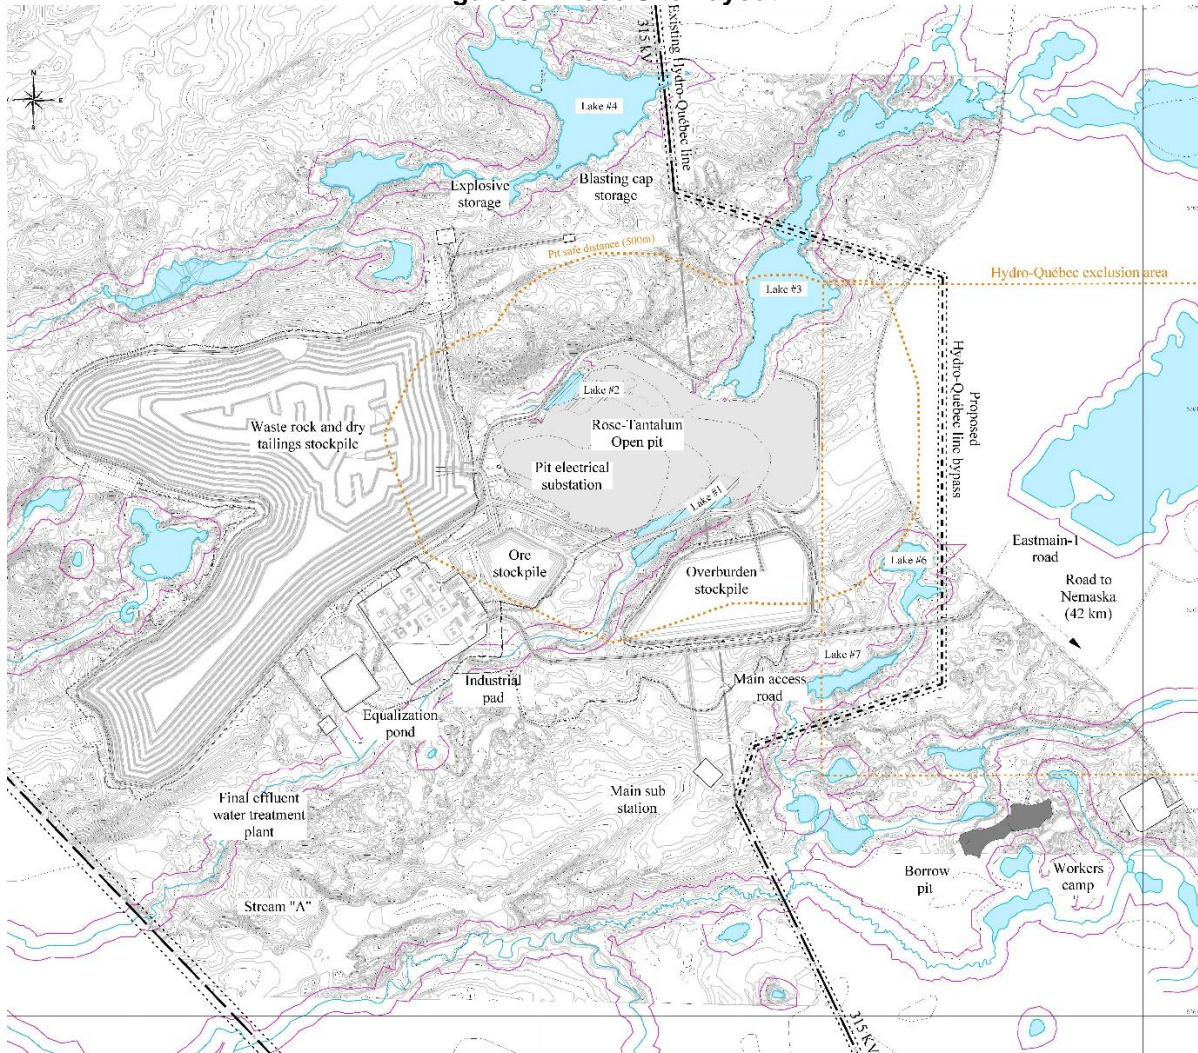 315 KV
Existing Hydro-Québec line
N
E
S
Lake #4
Explosive
storage
Blasting cap
storage
Pit safe distance (500m)
Hydro-Québec exclusion area
Lake #3
Proposed
Hydro-Québec line bypass
Lake #2
Waste rock and dry
tailings stockpile
Rose-Tantalum
Open pit
Pit electrical
substation
Lake #1
Ore
stockpile
Overburden
stockpile
Lake #6
Eastmain-1
road
Road to
Nemaska
(42 km)
Lake #7
Industrial
pad
Main access
road
Equalization
pond
Final effluent
water treatment
plant
Main sub
station
Borrow
pit
Workers
camp
Stream "A"
315 KV